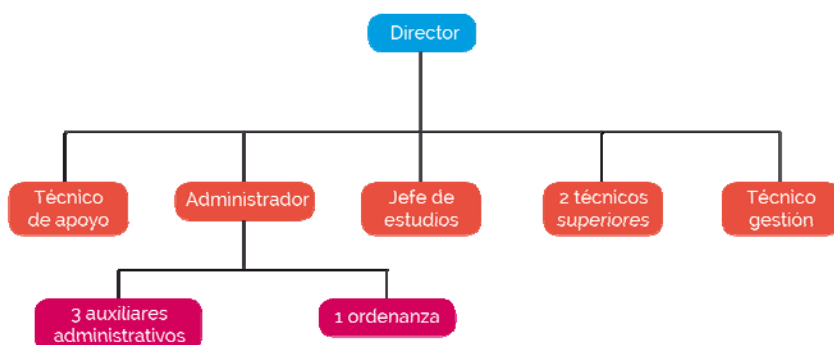 Director
Técnico
de apoyo
Administrador
Jefe de
estudios
2 técnicos
superiores
Técnico
gestión
3 auxiliares
administrativos
1 ordenanza